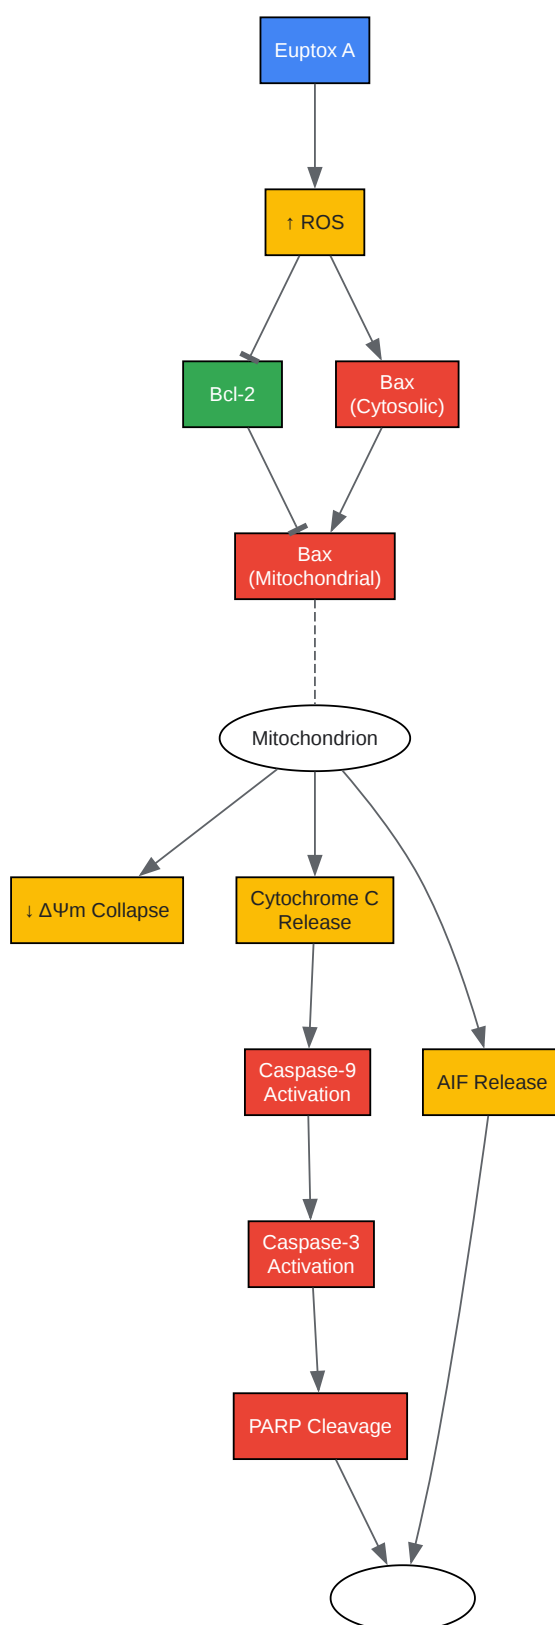 Euptox A
↑ ROS
Bcl-2
Bax
(Cytosolic)
Bax
(Mitochondrial)
Mitochondrion
↓ ΔΨm Collapse
Cytochrome C
Release
Caspase-9
Activation
AIF Release
Caspase-3
Activation
PARP Cleavage